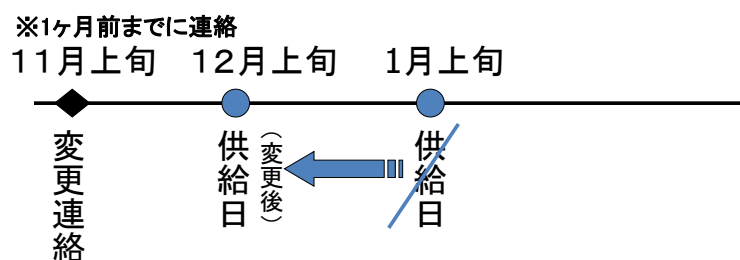 ※1ヶ月前までに連絡
11月上旬　12月上旬　1月上旬
変更連絡
供給日
（変更後）
供給日